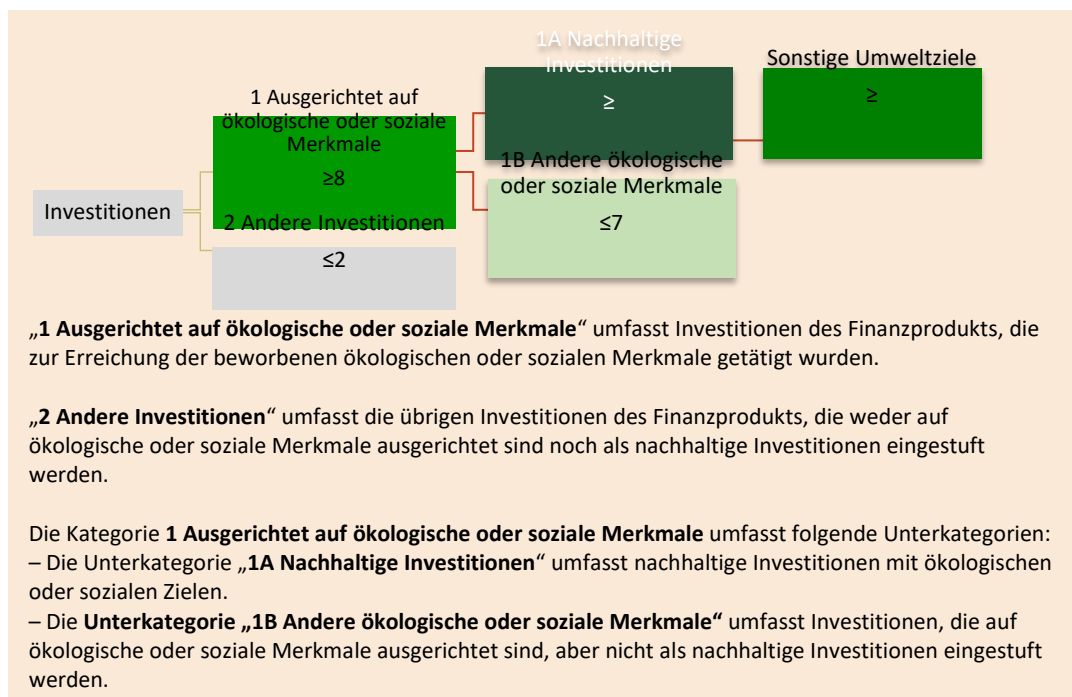 1A Nachhaltige
Investitionen
≥
Sonstige Umweltziele
≥
1 Ausgerichtet auf
ökologische oder soziale
Merkmale
≥8
1B Andere ökologische
oder soziale Merkmale
≤7
Investitionen
2 Andere Investitionen
≤2
„1 Ausgerichtet auf ökologische oder soziale Merkmale“ umfasst Investitionen des Finanzprodukts, die
zur Erreichung der beworbenen ökologischen oder sozialen Merkmale getätigt wurden.
„2 Andere Investitionen“ umfasst die übrigen Investitionen des Finanzprodukts, die weder auf
ökologische oder soziale Merkmale ausgerichtet sind noch als nachhaltige Investitionen eingestuft
werden.
Die Kategorie 1 Ausgerichtet auf ökologische oder soziale Merkmale umfasst folgende Unterkategorien:
– Die Unterkategorie „1A Nachhaltige Investitionen“ umfasst nachhaltige Investitionen mit ökologischen
oder sozialen Zielen.
– Die Unterkategorie „1B Andere ökologische oder soziale Merkmale“ umfasst Investitionen, die auf
ökologische oder soziale Merkmale ausgerichtet sind, aber nicht als nachhaltige Investitionen eingestuft
werden.